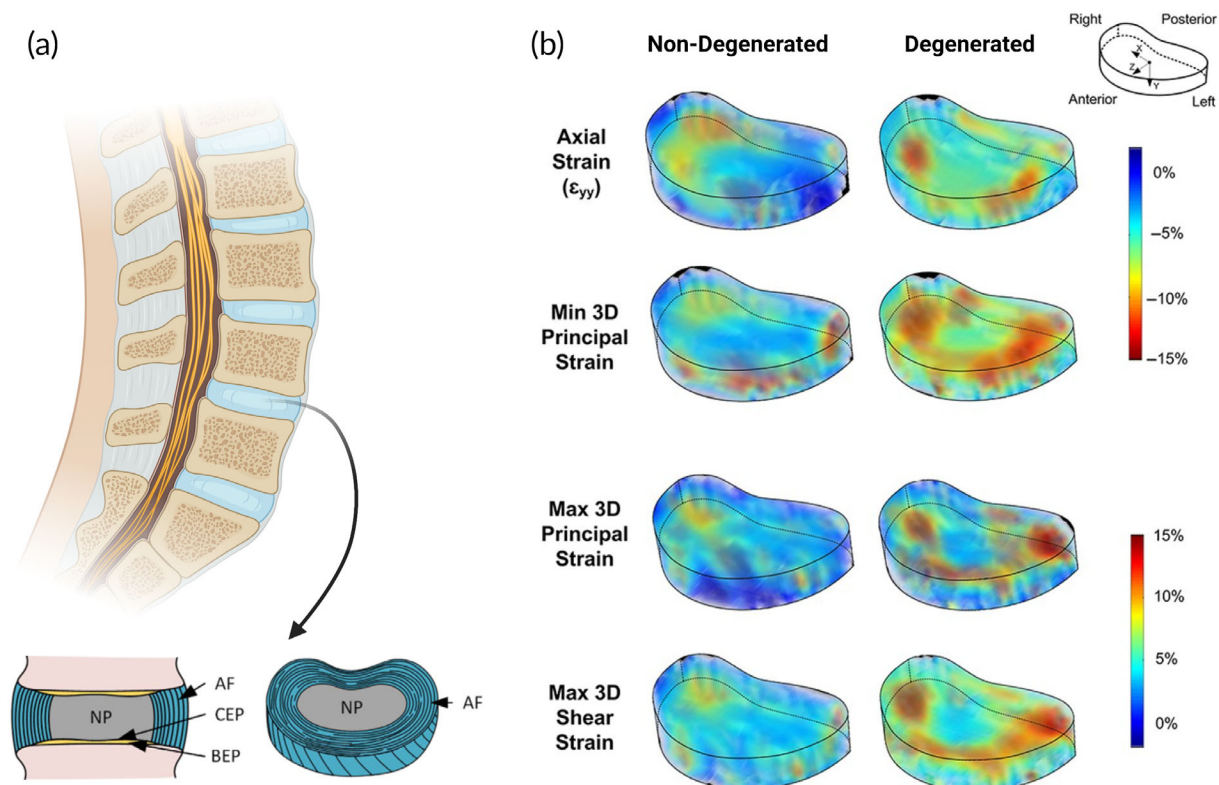 (a)
AF
NP
CEP
BEP
NP
AF
(b)
Non-Degenerated
Degenerated
Right
Posterior
X
Z
Y
Anterior
Left
Axial
Strain
(εyy)
Min 3D
Principal
Strain
0%
–5%
–10%
–15%
Max 3D
Principal
Strain
Max 3D
Shear
Strain
15%
10%
5%
0%